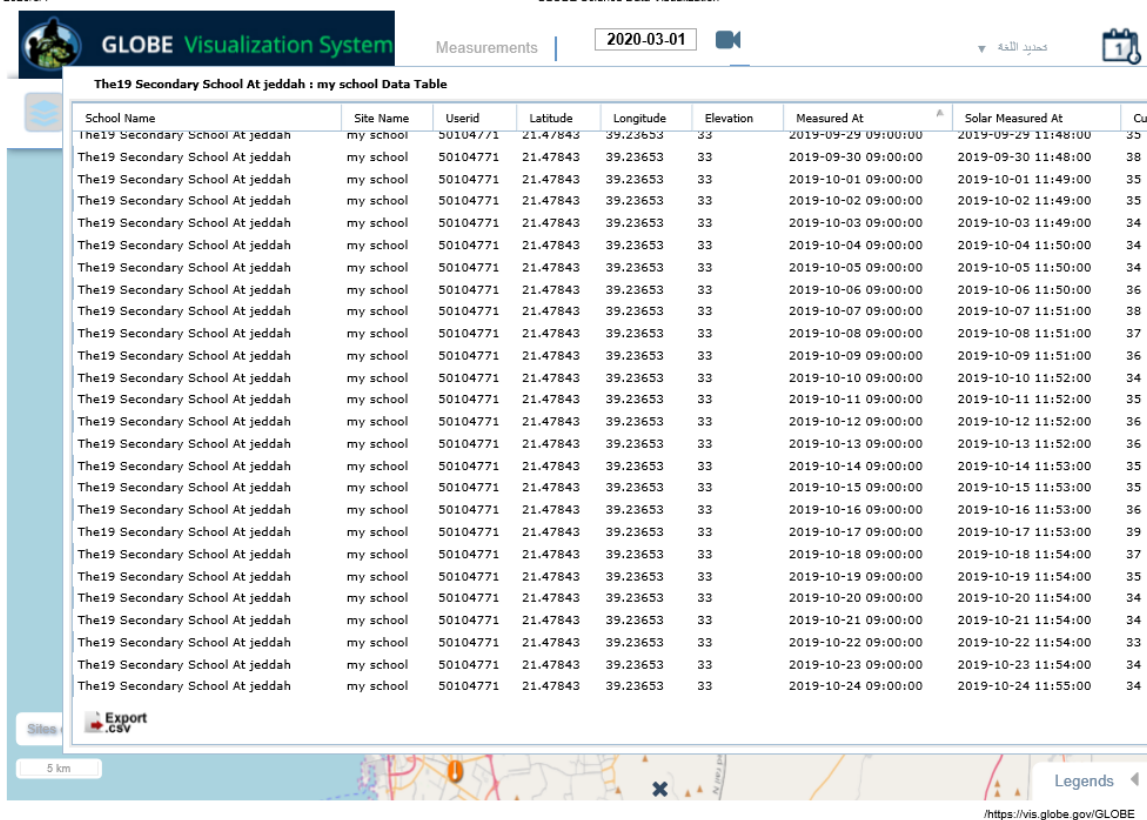 GLOBE Science Data Visualization
GLOBE Visualization System
Measurements
2020-03-01
تحديد اللغة
1
The19 Secondary School At jeddah : my school Data Table
School Name Site Name Userid Latitude Longitude Elevation Measured At Solar Measured At Cu
The19 Secondary School At jeddah my school 50104771 21.47843 39.23653 33 2019-09-29 09:00:00 2019-09-29 11:48:00 35
The19 Secondary School At jeddah my school 50104771 21.47843 39.23653 33 2019-09-30 09:00:00 2019-09-30 11:48:00 38
The19 Secondary School At jeddah my school 50104771 21.47843 39.23653 33 2019-10-01 09:00:00 2019-10-01 11:49:00 35
The19 Secondary School At jeddah my school 50104771 21.47843 39.23653 33 2019-10-02 09:00:00 2019-10-02 11:49:00 35
The19 Secondary School At jeddah my school 50104771 21.47843 39.23653 33 2019-10-03 09:00:00 2019-10-03 11:49:00 34
The19 Secondary School At jeddah my school 50104771 21.47843 39.23653 33 2019-10-04 09:00:00 2019-10-04 11:50:00 34
The19 Secondary School At jeddah my school 50104771 21.47843 39.23653 33 2019-10-05 09:00:00 2019-10-05 11:50:00 34
The19 Secondary School At jeddah my school 50104771 21.47843 39.23653 33 2019-10-06 09:00:00 2019-10-06 11:50:00 36
The19 Secondary School At jeddah my school 50104771 21.47843 39.23653 33 2019-10-07 09:00:00 2019-10-07 11:51:00 38
The19 Secondary School At jeddah my school 50104771 21.47843 39.23653 33 2019-10-08 09:00:00 2019-10-08 11:51:00 37
The19 Secondary School At jeddah my school 50104771 21.47843 39.23653 33 2019-10-09 09:00:00 2019-10-09 11:51:00 36
The19 Secondary School At jeddah my school 50104771 21.47843 39.23653 33 2019-10-10 09:00:00 2019-10-10 11:52:00 34
The19 Secondary School At jeddah my school 50104771 21.47843 39.23653 33 2019-10-11 09:00:00 2019-10-11 11:52:00 35
The19 Secondary School At jeddah my school 50104771 21.47843 39.23653 33 2019-10-12 09:00:00 2019-10-12 11:52:00 36
The19 Secondary School At jeddah my school 50104771 21.47843 39.23653 33 2019-10-13 09:00:00 2019-10-13 11:52:00 36
The19 Secondary School At jeddah my school 50104771 21.47843 39.23653 33 2019-10-14 09:00:00 2019-10-14 11:53:00 35
The19 Secondary School At jeddah my school 50104771 21.47843 39.23653 33 2019-10-15 09:00:00 2019-10-15 11:53:00 35
The19 Secondary School At jeddah my school 50104771 21.47843 39.23653 33 2019-10-16 09:00:00 2019-10-16 11:53:00 36
The19 Secondary School At jeddah my school 50104771 21.47843 39.23653 33 2019-10-17 09:00:00 2019-10-17 11:53:00 39
The19 Secondary School At jeddah my school 50104771 21.47843 39.23653 33 2019-10-18 09:00:00 2019-10-18 11:54:00 37
The19 Secondary School At jeddah my school 50104771 21.47843 39.23653 33 2019-10-19 09:00:00 2019-10-19 11:54:00 35
The19 Secondary School At jeddah my school 50104771 21.47843 39.23653 33 2019-10-20 09:00:00 2019-10-20 11:54:00 34
The19 Secondary School At jeddah my school 50104771 21.47843 39.23653 33 2019-10-21 09:00:00 2019-10-21 11:54:00 34
The19 Secondary School At jeddah my school 50104771 21.47843 39.23653 33 2019-10-22 09:00:00 2019-10-22 11:54:00 33
The19 Secondary School At jeddah my school 50104771 21.47843 39.23653 33 2019-10-23 09:00:00 2019-10-23 11:54:00 34
The19 Secondary School At jeddah my school 50104771 21.47843 39.23653 33 2019-10-24 09:00:00 2019-10-24 11:55:00 34
Export
.csv
Sites
5 km
Legends
/https://vis.globe.gov/GLOBE